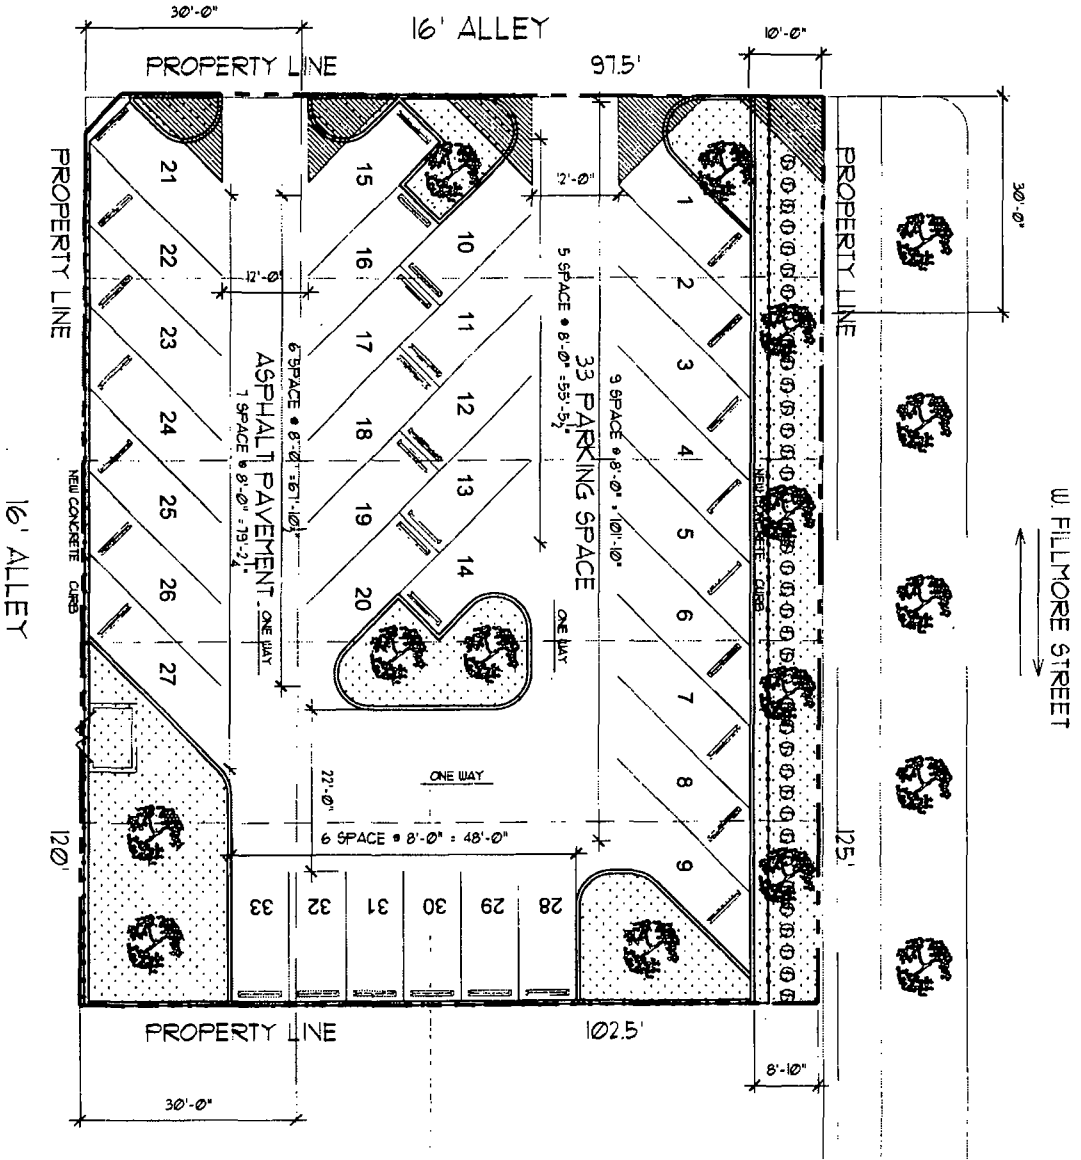 30'-0"
16' ALLEY
10'-0"
PROPERTY LINE
97.5'
PROPERTY LINE
PROPERTY LINE
30'-0"
21
22
23
24
25
26
27
15
16
17
18
19
20
10
11
12
13
14
1
2
3
4
5
6
7
8
9
12'-0"
12'-0"
5 SPACE @ 8'-0" = 55'-5½"
33 PARKING SPACE
9 SPACE @ 8'-0" = 101'-10"
6 SPACE @ 8'-0" = 67'-10½"
ASPHALT PAVEMENT
7 SPACE @ 8'-0" = 79'-2¼"
NEW CONCRETE CURB
NEW CONCRETE CURB
ONE WAY
ONE WAY
ONE WAY
16' ALLEY
W. FILLMORE STREET
22'-0"
6 SPACE @ 8'-0" = 48'-0"
120'
125'
33
32
31
30
29
28
PROPERTY LINE
102.5'
8'-10"
30'-0"